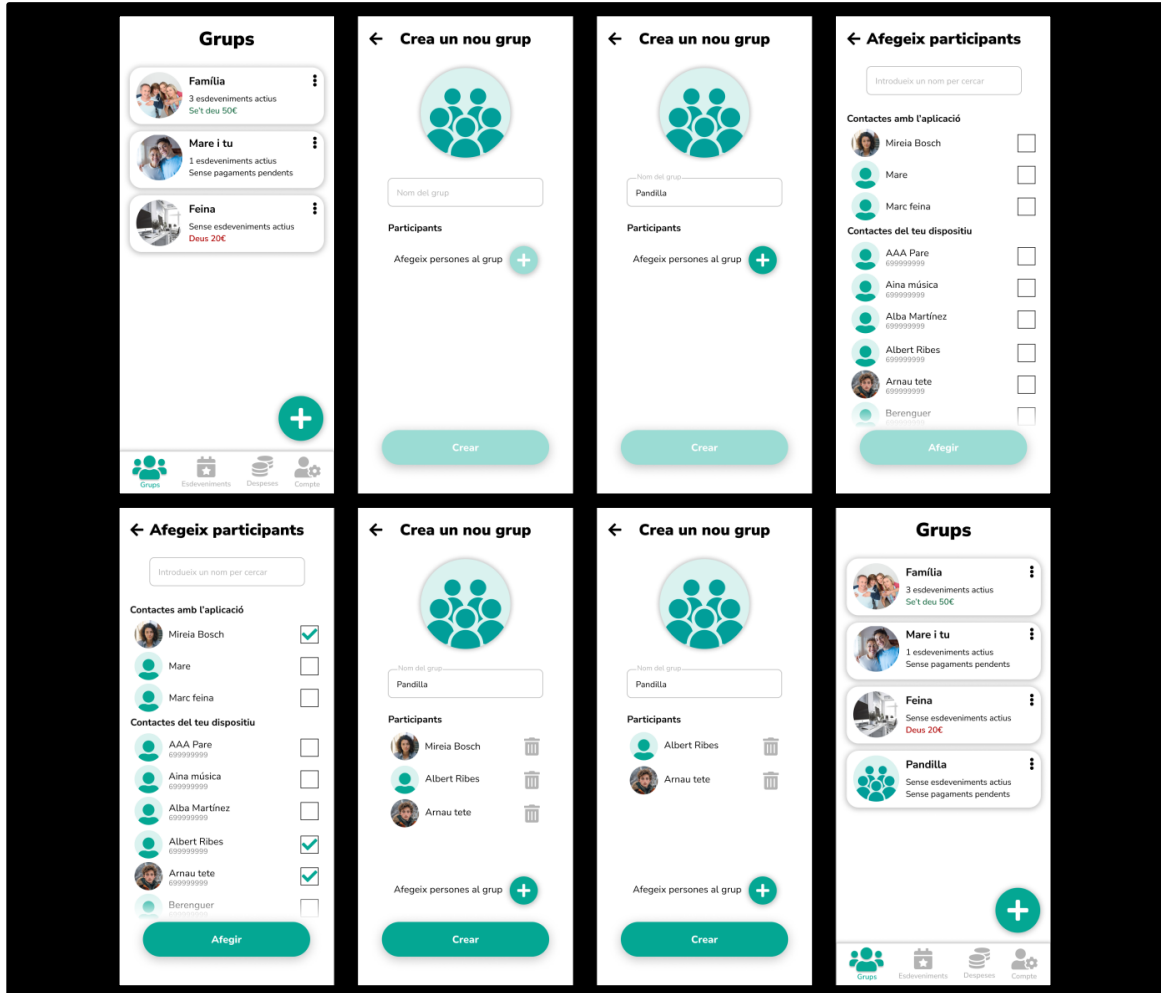 Grups
Família
3 esdeveniments actius
Se't deu 50€
Mare i tu
1 esdeveniments actius
Sense pagaments pendents
Feina
Sense esdeveniments actius
Deus 20€
Grups
Esdeveniments
Despeses
Compte
Crea un nou grup
Nom del grup
Participants
Afegeix persones al grup
Crear
Crea un nou grup
Nom del grup
Pandilla
Participants
Afegeix persones al grup
Crear
Afegeix participants
Introdueix un nom per cercar
Contactes amb l'aplicació
Mireia Bosch
Mare
Marc feina
Contactes del teu dispositiu
AAA Pare
699999999
Aina música
699999999
Alba Martínez
699999999
Albert Ribes
699999999
Arnau tete
699999999
Berenguer
Afegir
Afegeix participants
Introdueix un nom per cercar
Contactes amb l'aplicació
Mireia Bosch
Mare
Marc feina
Contactes del teu dispositiu
AAA Pare
699999999
Aina música
699999999
Alba Martínez
699999999
Albert Ribes
699999999
Arnau tete
699999999
Berenguer
Afegir
Crea un nou grup
Nom del grup
Pandilla
Participants
Mireia Bosch
Albert Ribes
Arnau tete
Afegeix persones al grup
Crear
Crea un nou grup
Nom del grup
Pandilla
Participants
Albert Ribes
Arnau tete
Afegeix persones al grup
Crear
Grups
Família
3 esdeveniments actius
Se't deu 50€
Mare i tu
1 esdeveniments actius
Sense pagaments pendents
Feina
Sense esdeveniments actius
Deus 20€
Pandilla
Sense esdeveniments actius
Sense pagaments pendents
Grups
Esdeveniments
Despeses
Compte